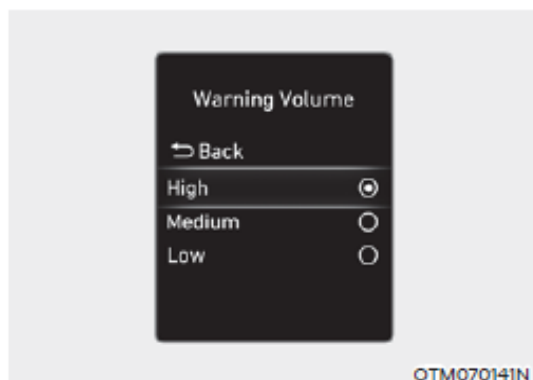 Warning Volume
Back
High
Medium
Low
OTM070141N